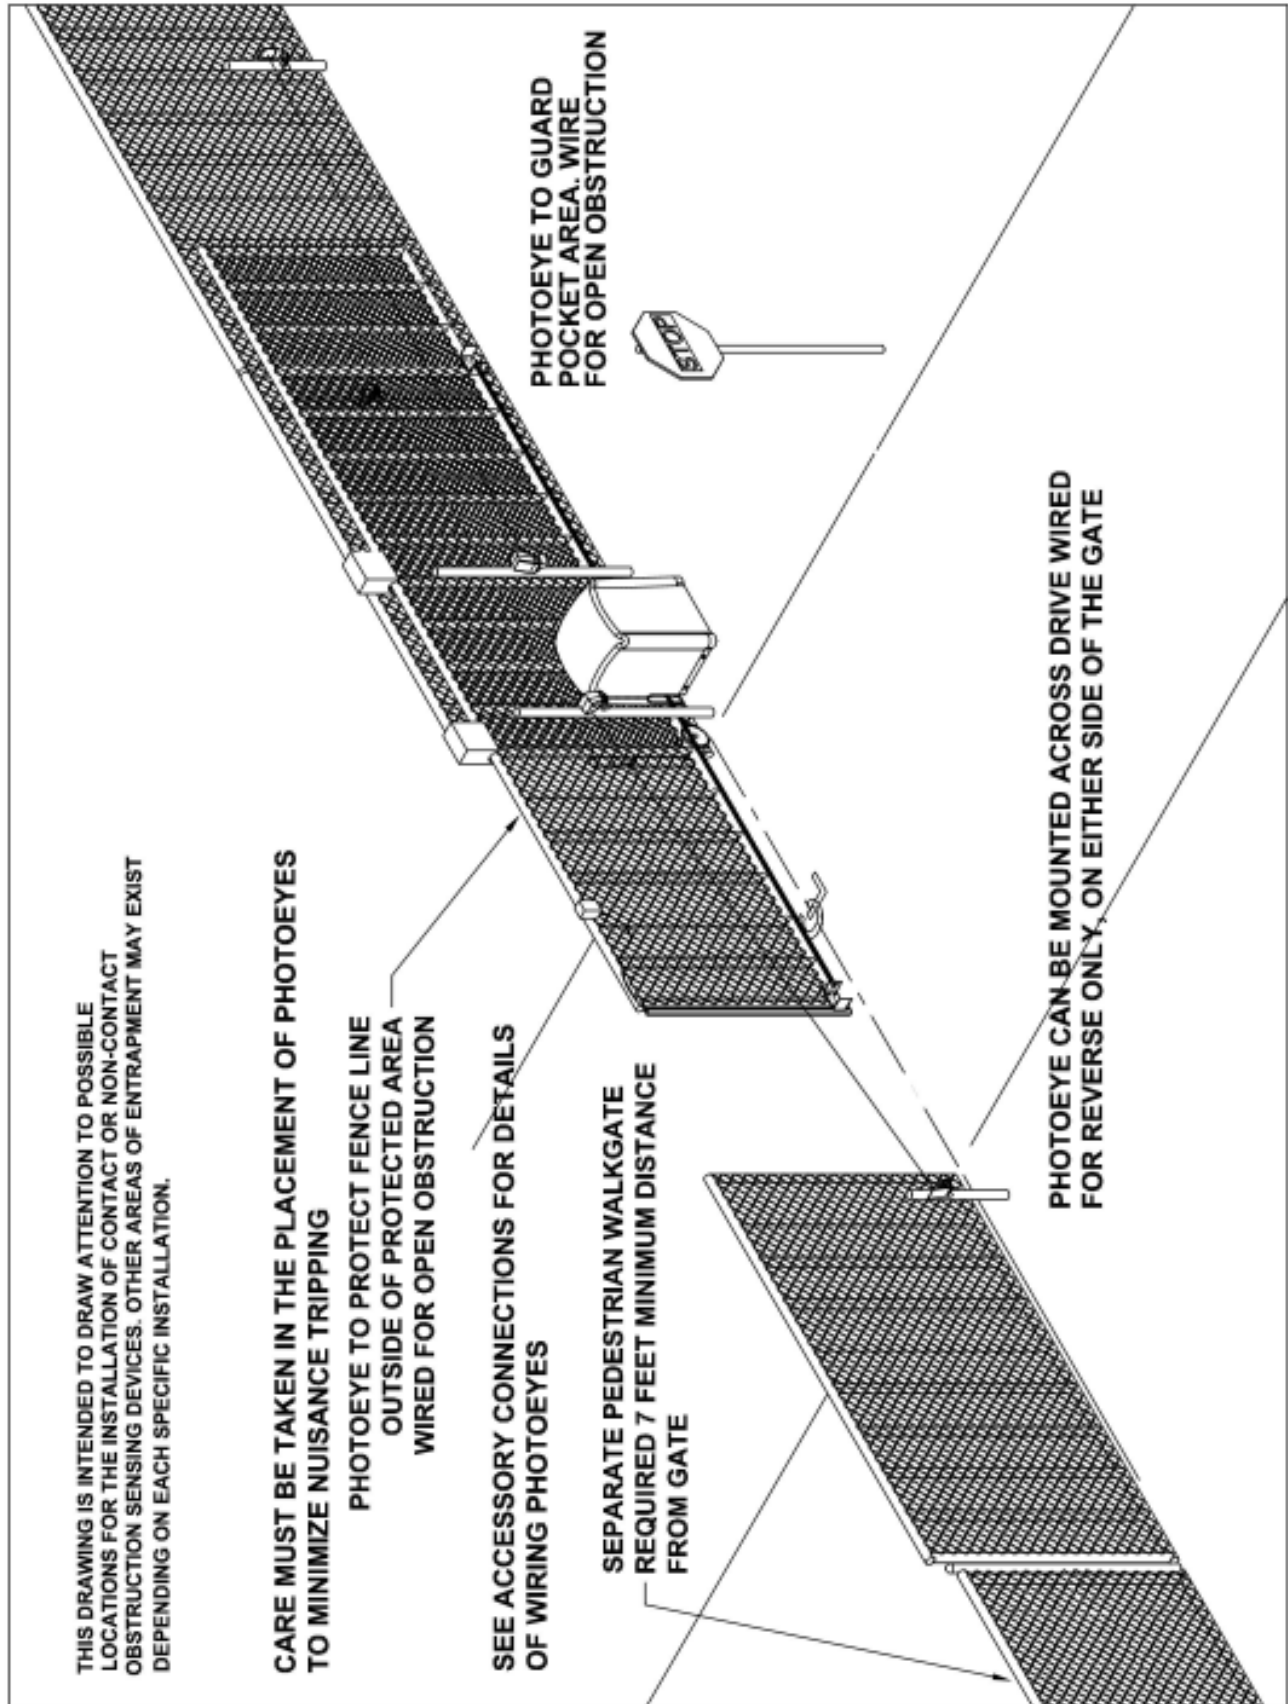 THIS DRAWING IS INTENDED TO DRAW ATTENTION TO POSSIBLE
LOCATIONS FOR THE INSTALLATION OF CONTACT OR NON-CONTACT
OBSTRUCTION SENSING DEVICES. OTHER AREAS OF ENTRAPMENT MAY EXIST
DEPENDING ON EACH SPECIFIC INSTALLATION.
CARE MUST BE TAKEN IN THE PLACEMENT OF PHOTOEYES
TO MINIMIZE NUISANCE TRIPPING
PHOTOEYE TO PROTECT FENCE LINE
OUTSIDE OF PROTECTED AREA
WIRED FOR OPEN OBSTRUCTION
SEE ACCESSORY CONNECTIONS FOR DETAILS
OF WIRING PHOTOEYES
SEPARATE PEDESTRIAN WALKGATE
REQUIRED 7 FEET MINIMUM DISTANCE
FROM GATE
PHOTOEYE TO GUARD
POCKET AREA. WIRE
FOR OPEN OBSTRUCTION
STOP
PHOTOEYE CAN BE MOUNTED ACROSS DRIVE WIRED
FOR REVERSE ONLY, ON EITHER SIDE OF THE GATE